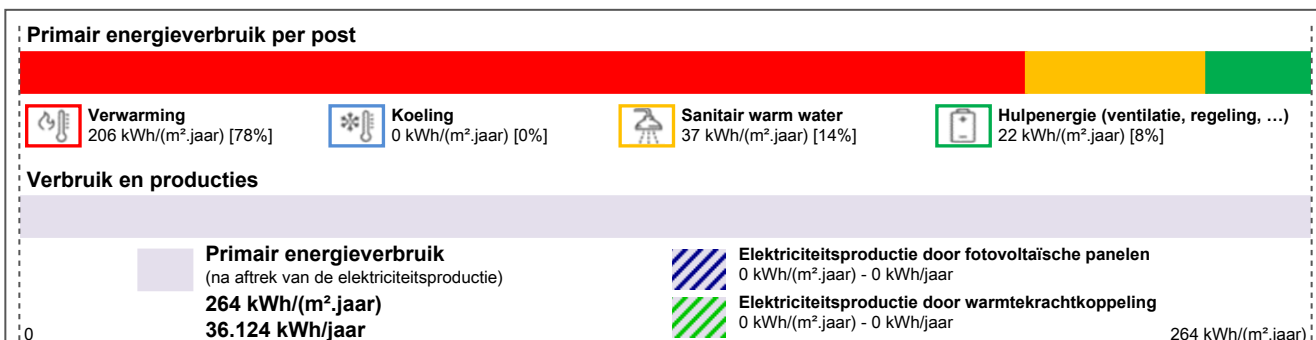 Primair energieverbruik per post
Verwarming
206 kWh/(m².jaar) [78%]
Koeling
0 kWh/(m².jaar) [0%]
Sanitair warm water
37 kWh/(m².jaar) [14%]
Hulpenergie (ventilatie, regeling, …)
22 kWh/(m².jaar) [8%]
Verbruik en producties
Primair energieverbruik
(na aftrek van de elektriciteitsproductie)
264 kWh/(m².jaar)
36.124 kWh/jaar
Elektriciteitsproductie door fotovoltaïsche panelen
0 kWh/(m².jaar) - 0 kWh/jaar
Elektriciteitsproductie door warmtekrachtkoppeling
0 kWh/(m².jaar) - 0 kWh/jaar
0
264 kWh/(m².jaar)